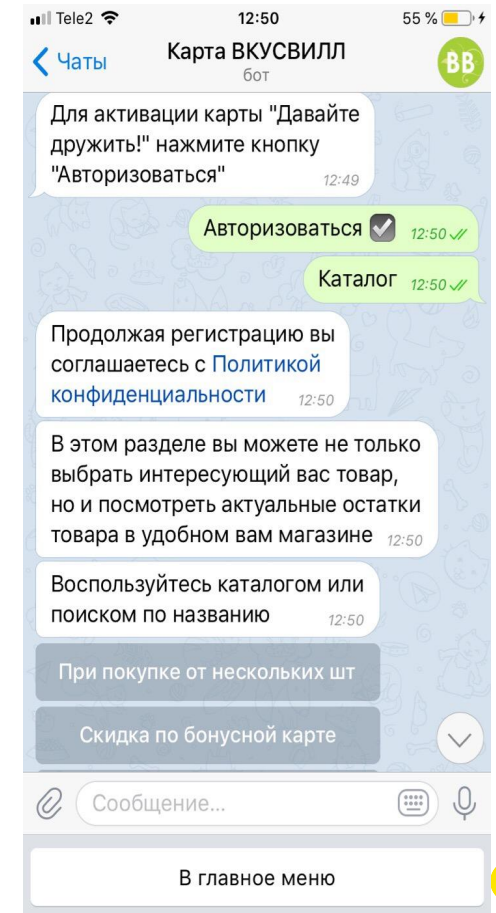 Tele2 12:50 55 %
Чаты Карта ВКУСВИЛЛ
бот
BB
Для активации карты "Давайте
дружить!" нажмите кнопку
"Авторизоваться" 12:49
Авторизоваться 12:50
Каталог 12:50
Продолжая регистрацию вы
соглашаетесь с Политикой
конфиденциальности 12:50
В этом разделе вы можете не только
выбрать интересующий вас товар,
но и посмотреть актуальные остатки
товара в удобном вам магазине 12:50
Воспользуйтесь каталогом или
поиском по названию 12:50
При покупке от нескольких шт
Скидка по бонусной карте
Сообщение...
В главное меню